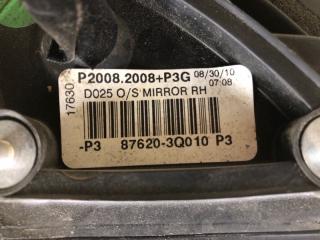 17630
P2008.2008+P3G 08/30/10
07:08
D025 O/S MIRROR RH
-P3 87620-3Q010 P3